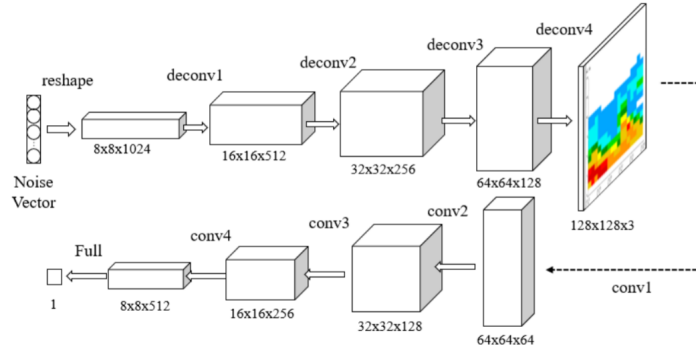 reshape
deconv1
deconv2
deconv3
deconv4
Noise
Vector
8x8x1024
16x16x512
32x32x256
64x64x128
128x128x3
Full
conv4
conv3
conv2
conv1
1
8x8x512
16x16x256
32x32x128
64x64x64